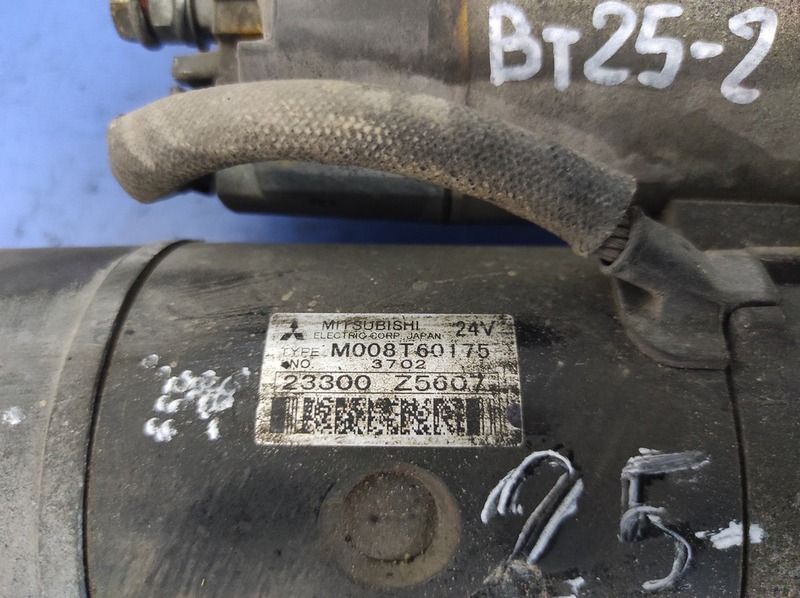 Вт25-2
MITSUBISHI 24V
ELECTRIC CORP. JAPAN
TYPE M008T60175
NO. 3702
23300 Z5607
25